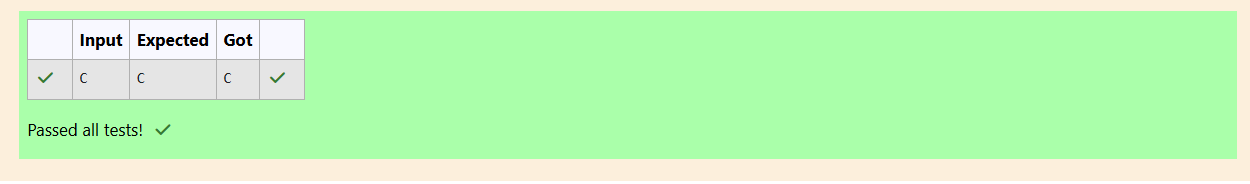 Input Expected Got
C C C
Passed all tests!